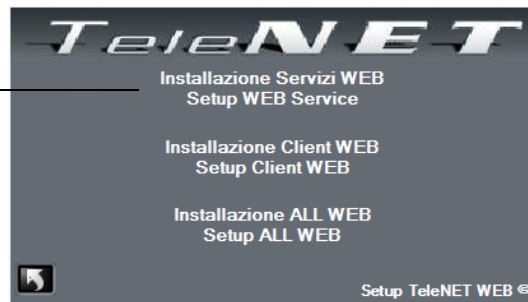 TeleNET
Installazione Servizi WEB
Setup WEB Service
Installazione Client WEB
Setup Client WEB
Installazione ALL WEB
Setup ALL WEB
Setup TeleNET WEB ©